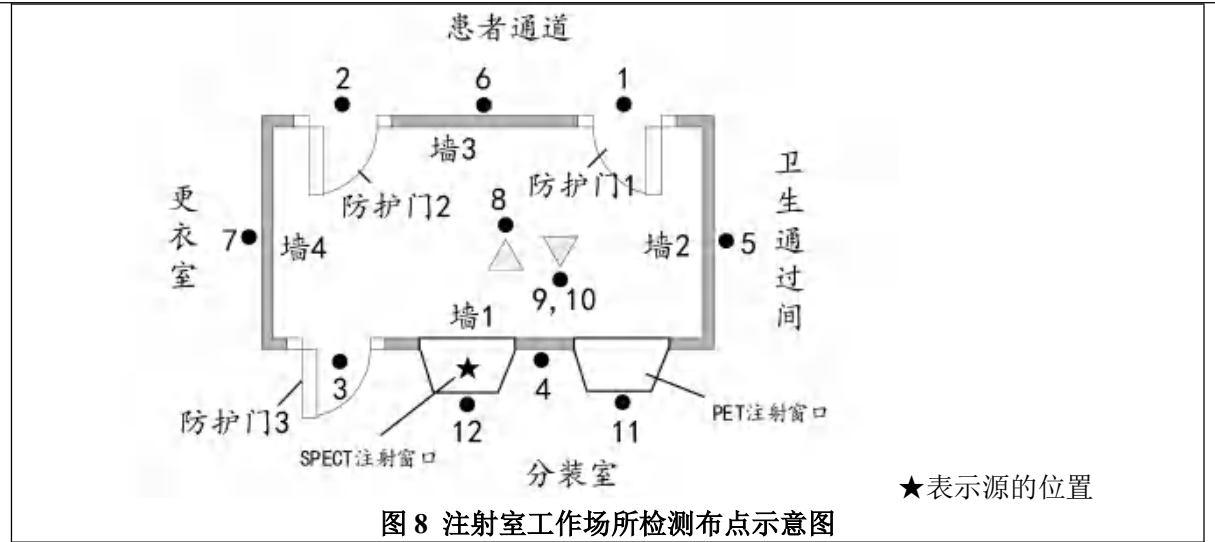 患者通道
2
6
1
墙3
防护门1
防护门2
8
卫生通过间
更衣室
7
墙4
墙2
5
9,10
墙1
3
4
防护门3
12
11
PET注射窗口
SPECT注射窗口
分装室
★表示源的位置
图 8 注射室工作场所检测布点示意图